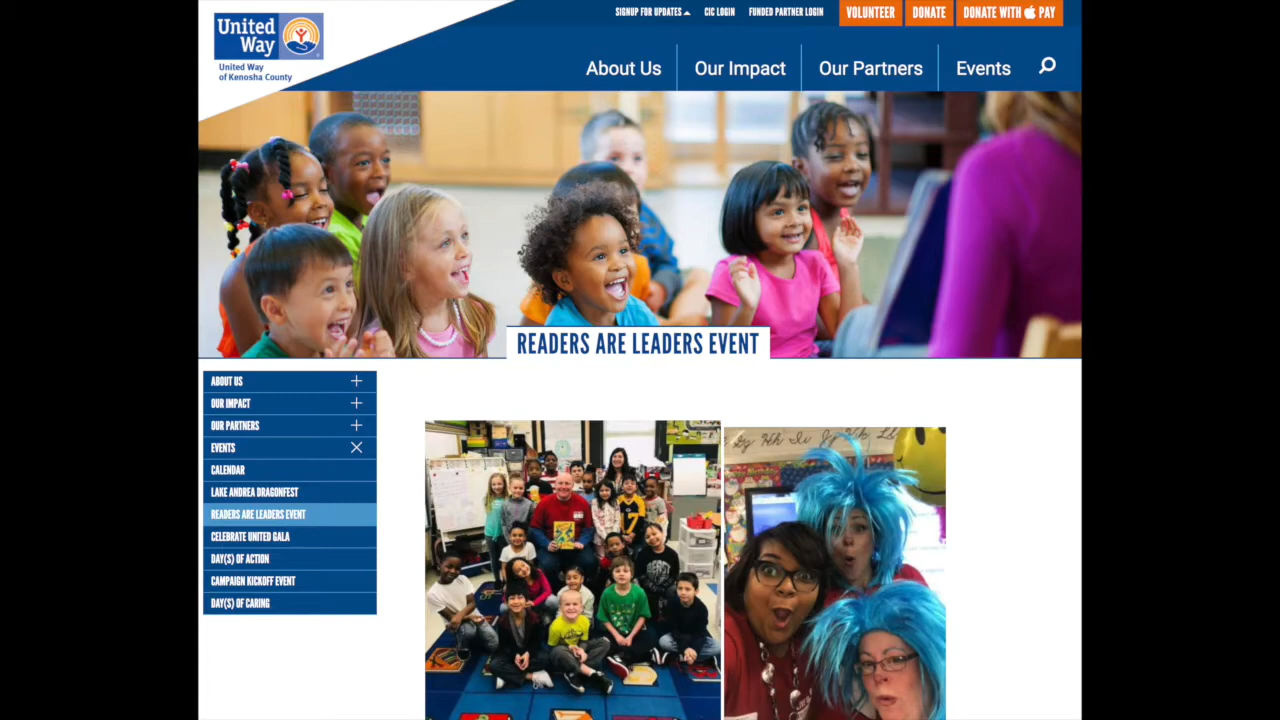 United
Way
United Way
of Kenosha County
SIGNUP FOR UPDATES
CIC LOGIN
FUNDED PARTNER LOGIN
VOLUNTEER
DONATE
DONATE WITH PAY
About Us
Our Impact
Our Partners
Events
READERS ARE LEADERS EVENT
ABOUT US
OUR IMPACT
OUR PARTNERS
EVENTS
CALENDAR
LAKE ANDREA DRAGONFEST
READERS ARE LEADERS EVENT
CELEBRATE UNITED GALA
DAY(S) OF ACTION
CAMPAIGN KICKOFF EVENT
DAY(S) OF CARING